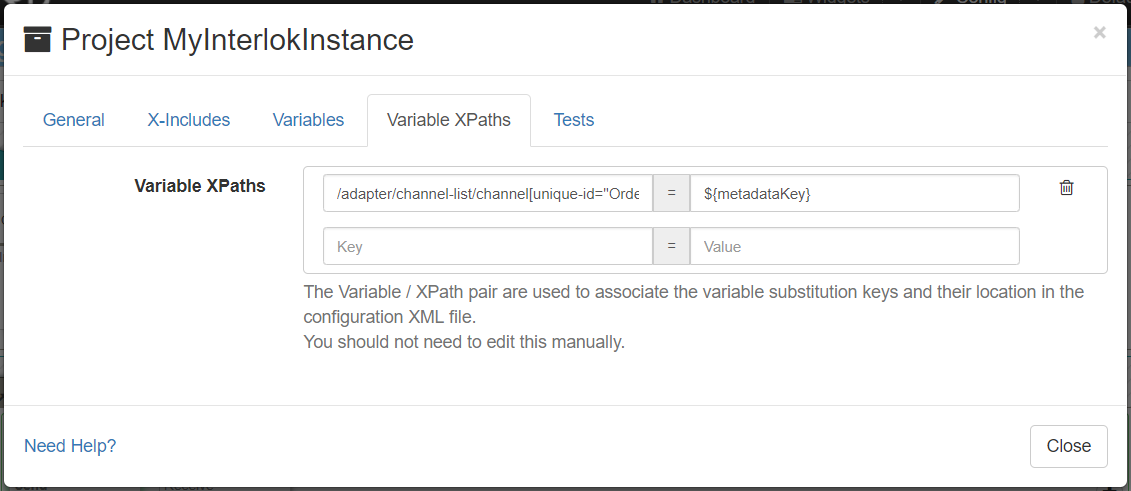 Project MyInterlokInstance
×
General X-Includes Variables Variable XPaths Tests
Variable XPaths
/adapter/channel-list/channel[unique-id="Orde = ${metadataKey}
Key = Value
The Variable / XPath pair are used to associate the variable substitution keys and their location in the
configuration XML file.
You should not need to edit this manually.
Need Help?
Close